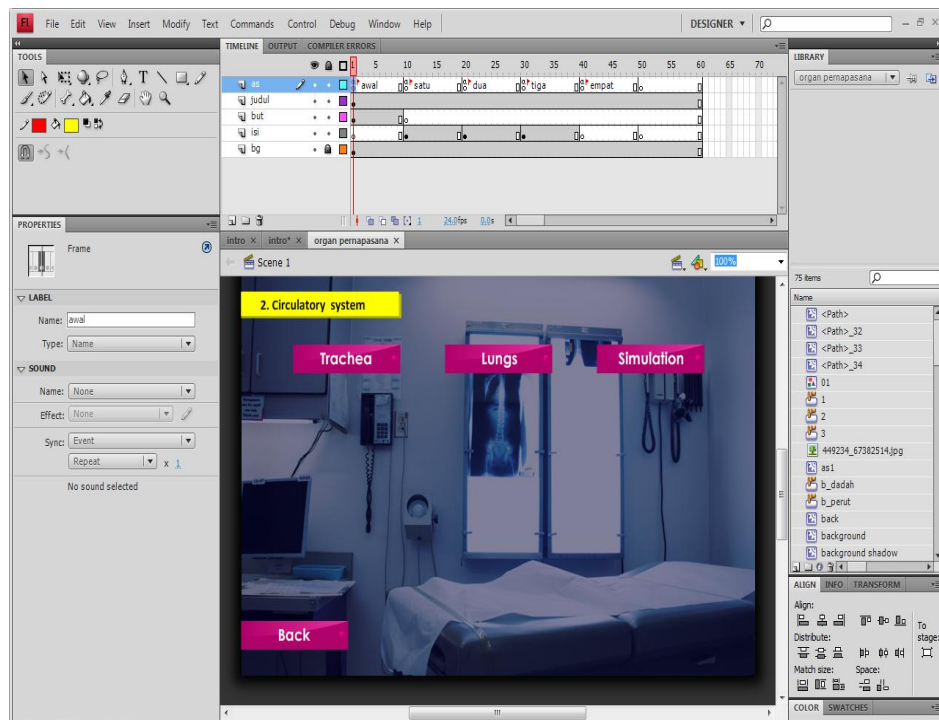 Fl File Edit View Insert Modify Text Commands Control Debug Window Help DESIGNER
TOOLS
TIMELINE OUTPUT COMPILER ERRORS
1 5 10 15 20 25 30 35 40 45 50 55 60 65 70
as awal satu dua tiga empat
judul
but
isi
bg
1 24.0fps 0.0s
PROPERTIES
Frame
LABEL
Name: awal
Type: Name
SOUND
Name: None
Effect: None
Sync: Event
Repeat x 1
No sound selected
intro × intro* × organ pernapasana ×
Scene 1 100%
2. Circulatory system
Trachea Lungs Simulation
Back
LIBRARY
organ pernapasana
75 items
Name
<Path>
<Path>_32
<Path>_33
<Path>_34
01
1
2
3
449234_67382514.jpg
as1
b_dadah
b_perut
back
background
background shadow
ALIGN INFO TRANSFORM
Align:
To
stage:
Distribute:
Match size: Space:
COLOR SWATCHES